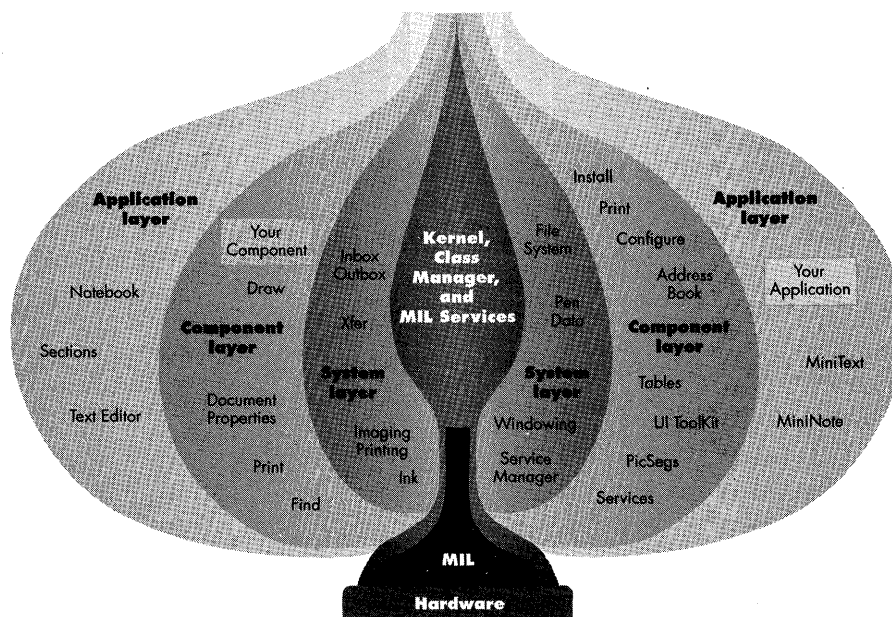 Application
layer
Notebook
Sections
Text Editor
Your
Component
Draw
Component
layer
Document
Properties
Print
Find
Inbox
Outbox
Xfer
System
layer
Imaging
Printing
Ink
Kernel,
Class
Manager,
and
MIL Services
File
System
Pen
Data
System
layer
Windowing
Service
Manager
Install
Print
Configure
Address
Book
Component
layer
Tables
UI ToolKit
PicSegs
Services
Application
layer
Your
Application
MiniText
MiniNote
MIL
Hardware